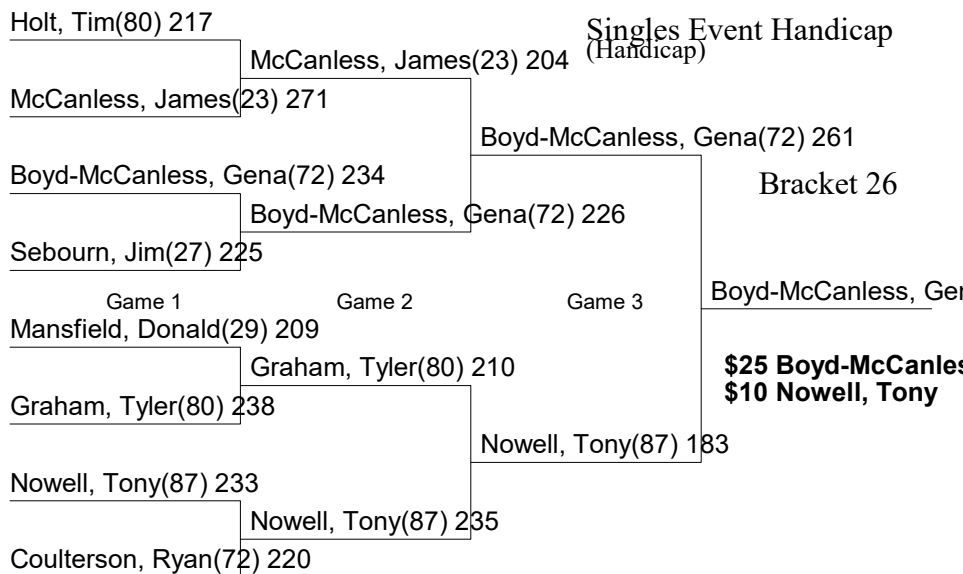 Holt, Tim(80) 217
Singles Event Handicap
(Handicap)
McCanless, James(23) 204
McCanless, James(23) 271
Boyd-McCanless, Gena(72) 261
Boyd-McCanless, Gena(72) 234
Bracket 26
Boyd-McCanless, Gena(72) 226
Sebourn, Jim(27) 225
Game 1 Game 2 Game 3
Boyd-McCanless, Ger
Mansfield, Donald(29) 209
Graham, Tyler(80) 210
$25 Boyd-McCanles
$10 Nowell, Tony
Graham, Tyler(80) 238
Nowell, Tony(87) 183
Nowell, Tony(87) 233
Nowell, Tony(87) 235
Coulterson, Ryan(72) 220